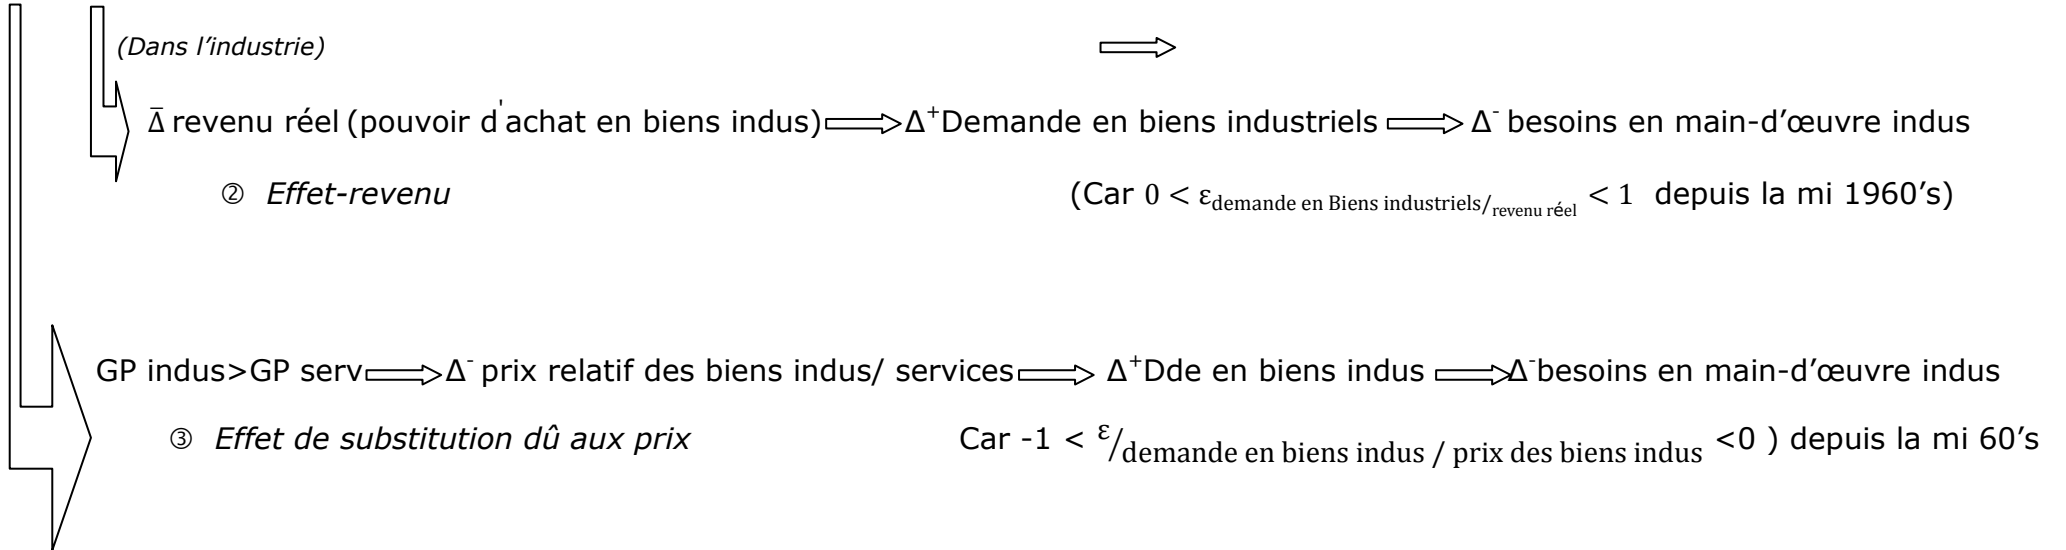 (Dans l’industrie)
Δ̅ revenu réel (pouvoir d'achat en biens indus) ⟹ Δ⁺Demande en biens industriels ⟹ Δ⁻ besoins en main-d’œuvre indus
② Effet-revenu (Car 0 < ε demande en Biens industriels/revenu réel < 1 depuis la mi 1960’s)
GP indus>GP serv ⟹ Δ⁻ prix relatif des biens indus/ services ⟹ Δ⁺Dde en biens indus ⟹ Δ⁻besoins en main-d’œuvre indus
③ Effet de substitution dû aux prix Car -1 < ε/demande en biens indus / prix des biens indus <0 ) depuis la mi 60’s